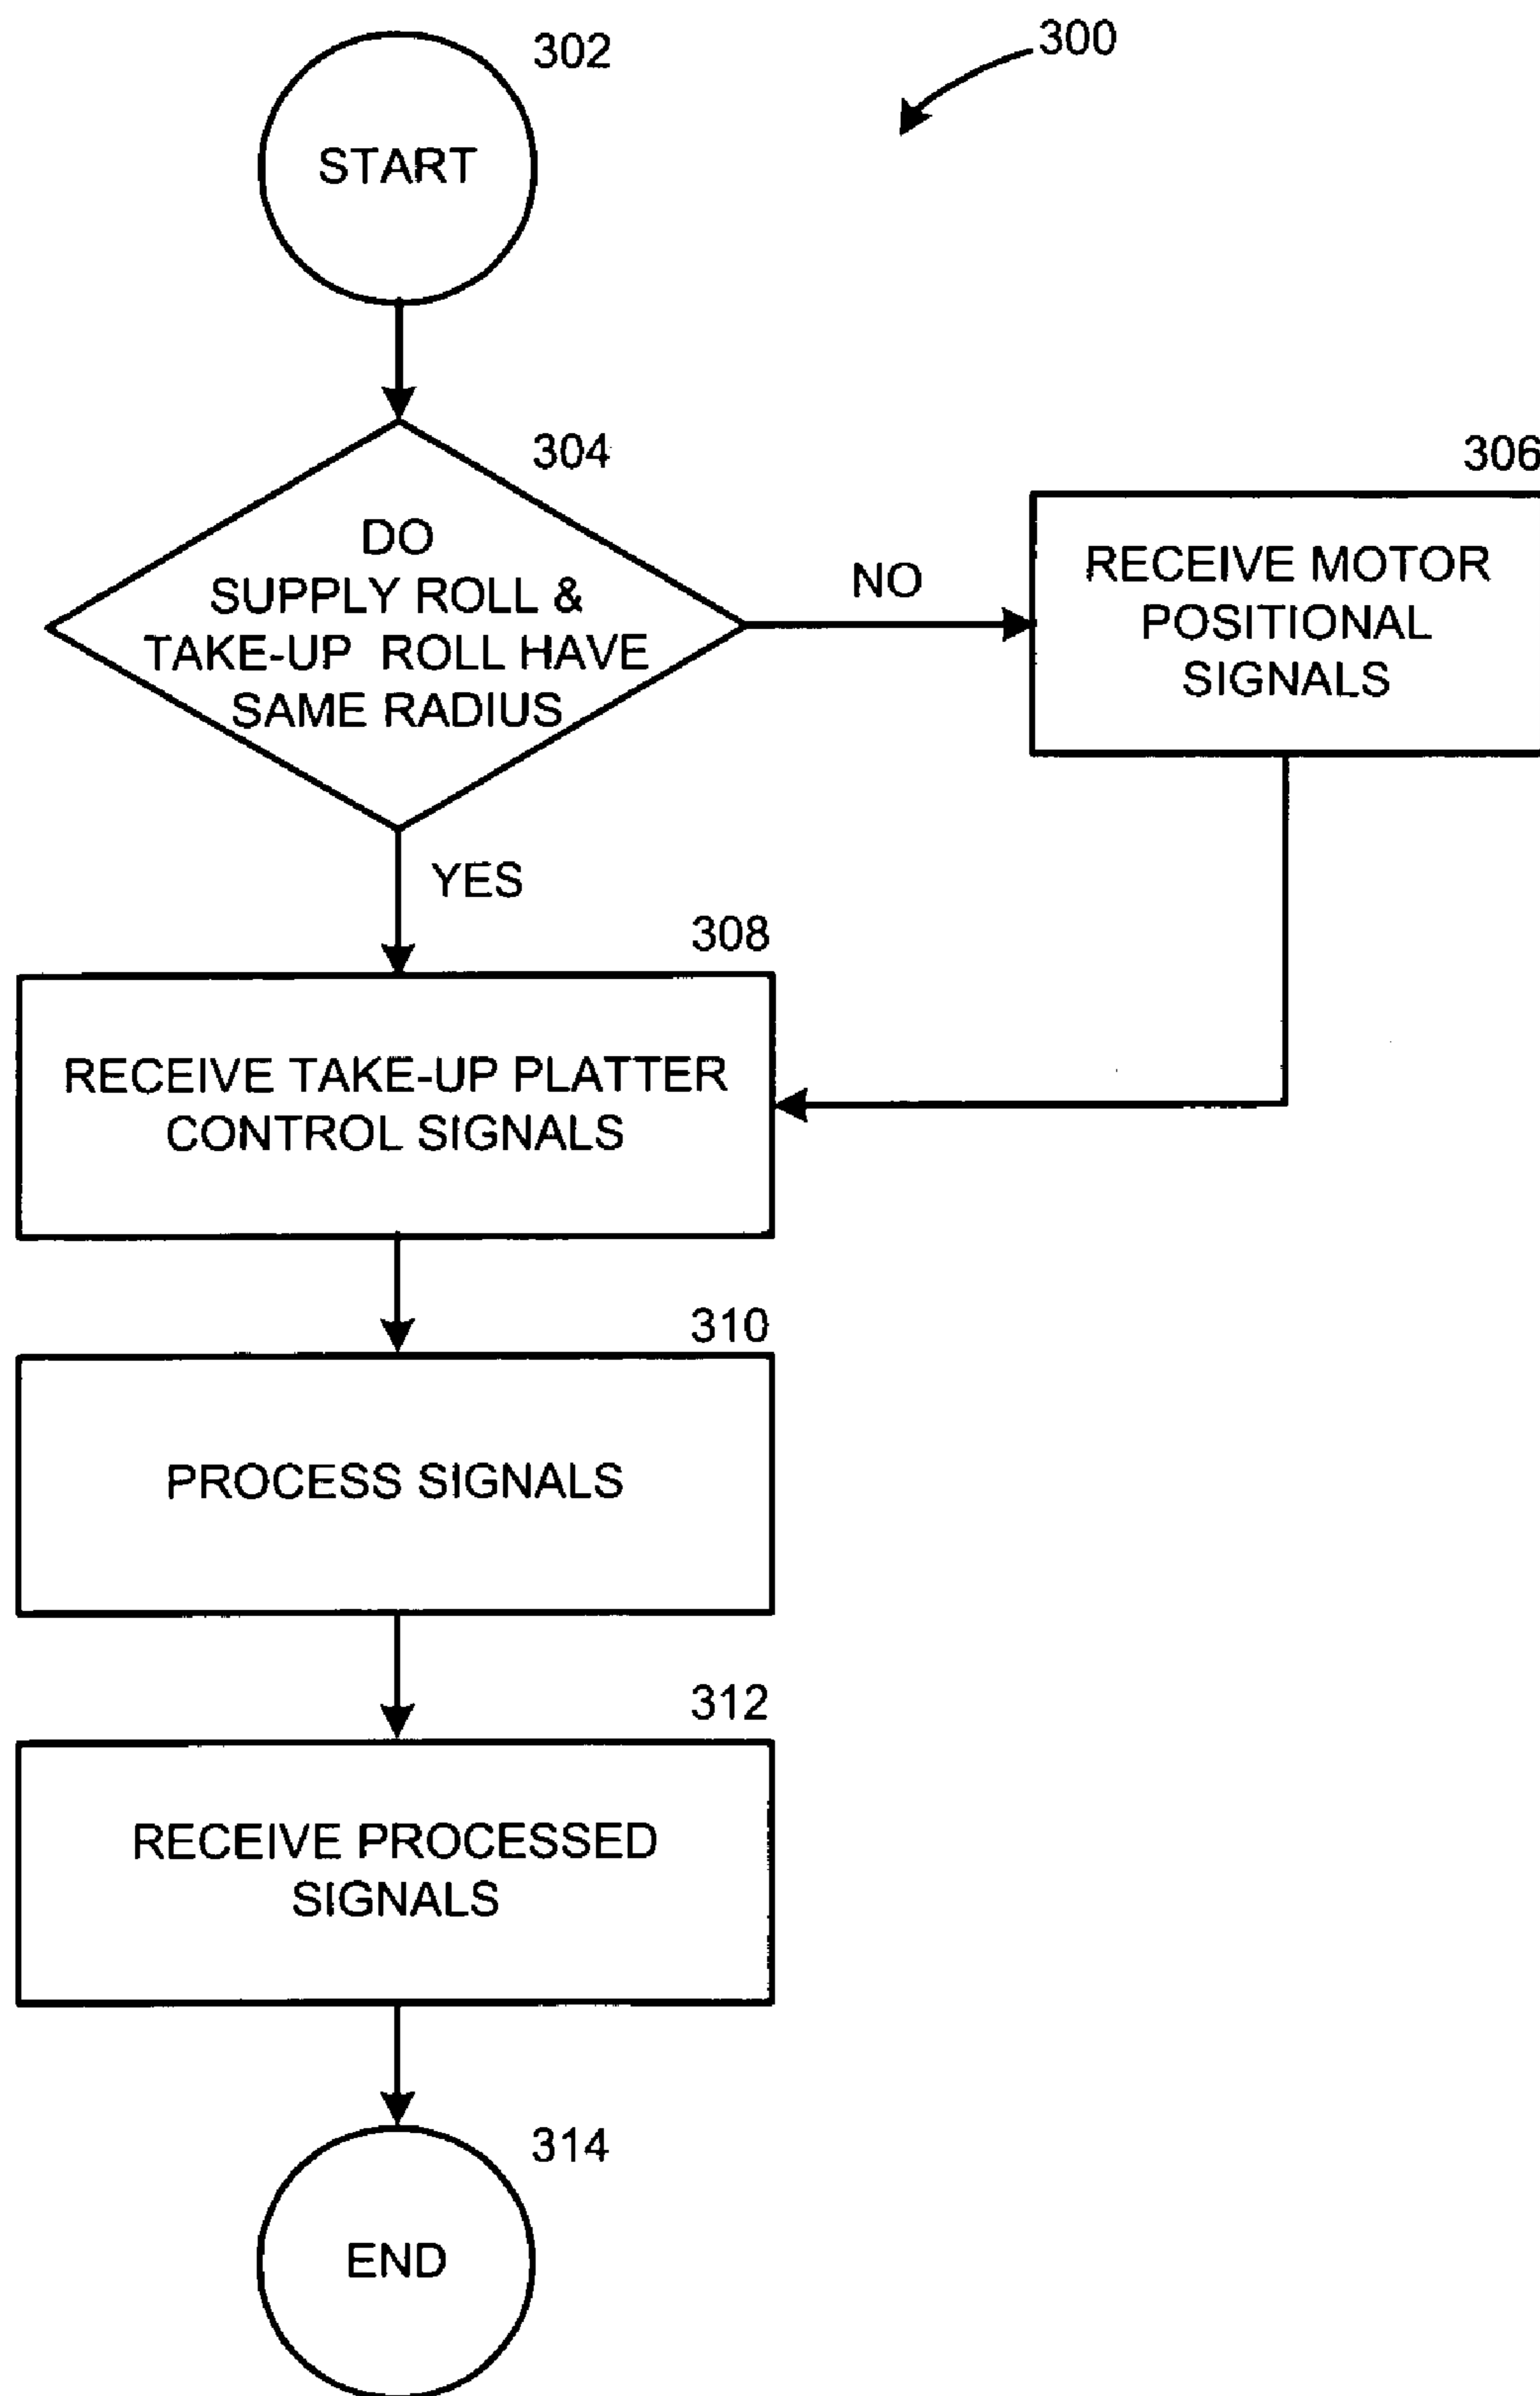 302
300
START
304
306
DO
SUPPLY ROLL &
TAKE-UP ROLL HAVE
SAME RADIUS
NO
RECEIVE MOTOR
POSITIONAL
SIGNALS
YES
308
RECEIVE TAKE-UP PLATTER
CONTROL SIGNALS
310
PROCESS SIGNALS
312
RECEIVE PROCESSED
SIGNALS
314
END